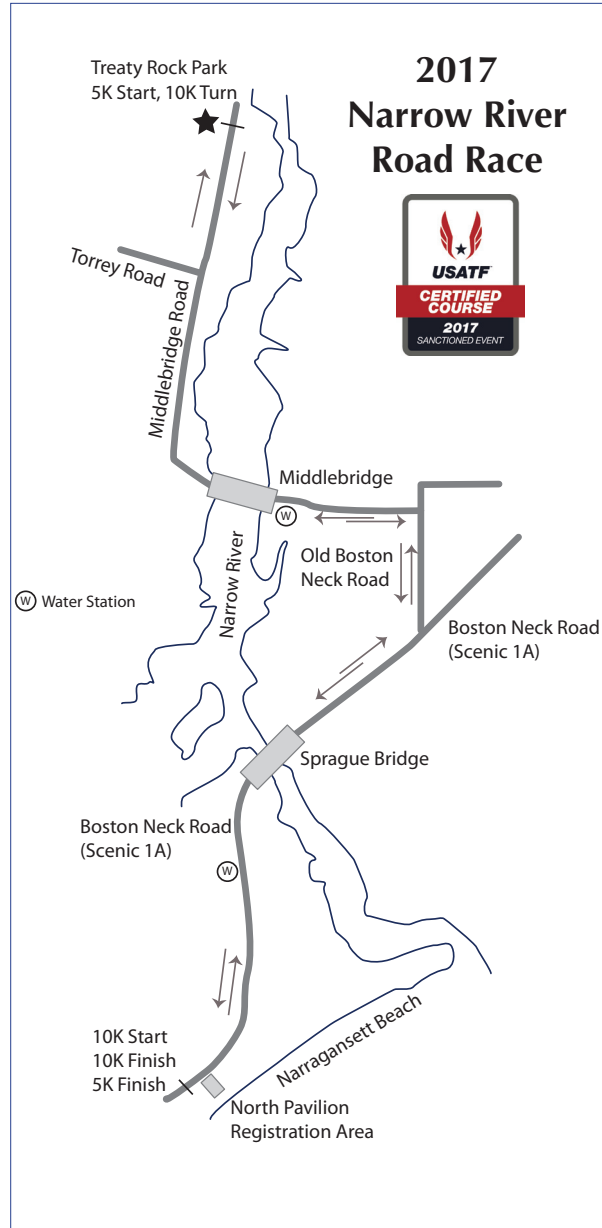 2017
Narrow River
Road Race
Treaty Rock Park
5K Start, 10K Turn
USATF
CERTIFIED
COURSE
2017
SANCTIONED EVENT
Torrey Road
Middlebridge Road
Middlebridge
W
Old Boston
Neck Road
Narrow River
W Water Station
Boston Neck Road
(Scenic 1A)
Sprague Bridge
Boston Neck Road
(Scenic 1A)
W
Narragansett Beach
10K Start
10K Finish
5K Finish
North Pavilion
Registration Area